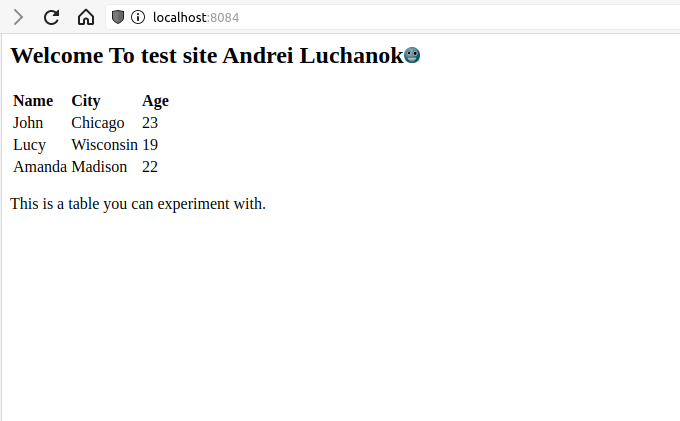 localhost:8084
Welcome To test site Andrei Luchanok
Name City Age
John Chicago 23
Lucy Wisconsin 19
Amanda Madison 22
This is a table you can experiment with.